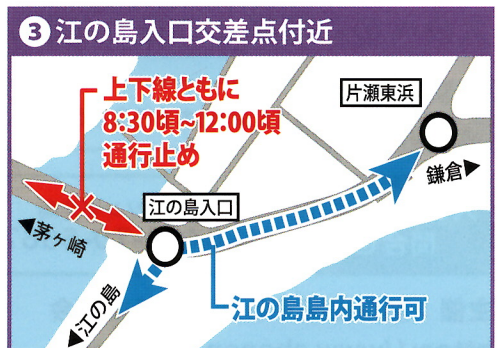 3 江の島入口交差点付近
上下線ともに
8:30頃~12:00頃
通行止め
片瀬東浜
鎌倉▶
江の島入口
◀茅ヶ崎
◀江の島
江の島島内通行可